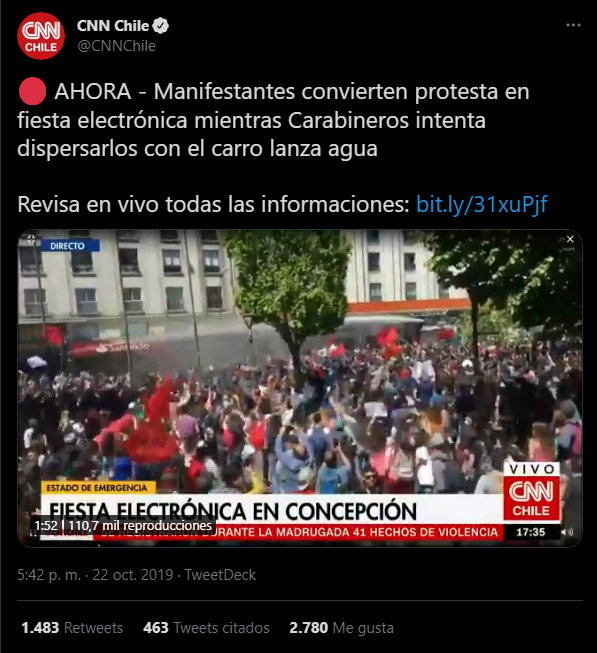 CNN Chile
@CNNChile
CNN
CHILE
AHORA - Manifestantes convierten protesta en
fiesta electrónica mientras Carabineros intenta
dispersarlos con el carro lanza agua
Revisa en vivo todas las informaciones: bit.ly/31xuPjf
DIRECTO
Santander
ESTADO DE EMERGENCIA
FIESTA ELECTRÓNICA EN CONCEPCIÓN
VIVO
CNN
CHILE
1:52 | 110,7 mil reproducciones
DURANTE LA MADRUGADA 41 HECHOS DE VIOLENCIA
17:35
5:42 p. m. · 22 oct. 2019 · TweetDeck
1.483 Retweets 463 Tweets citados 2.780 Me gusta